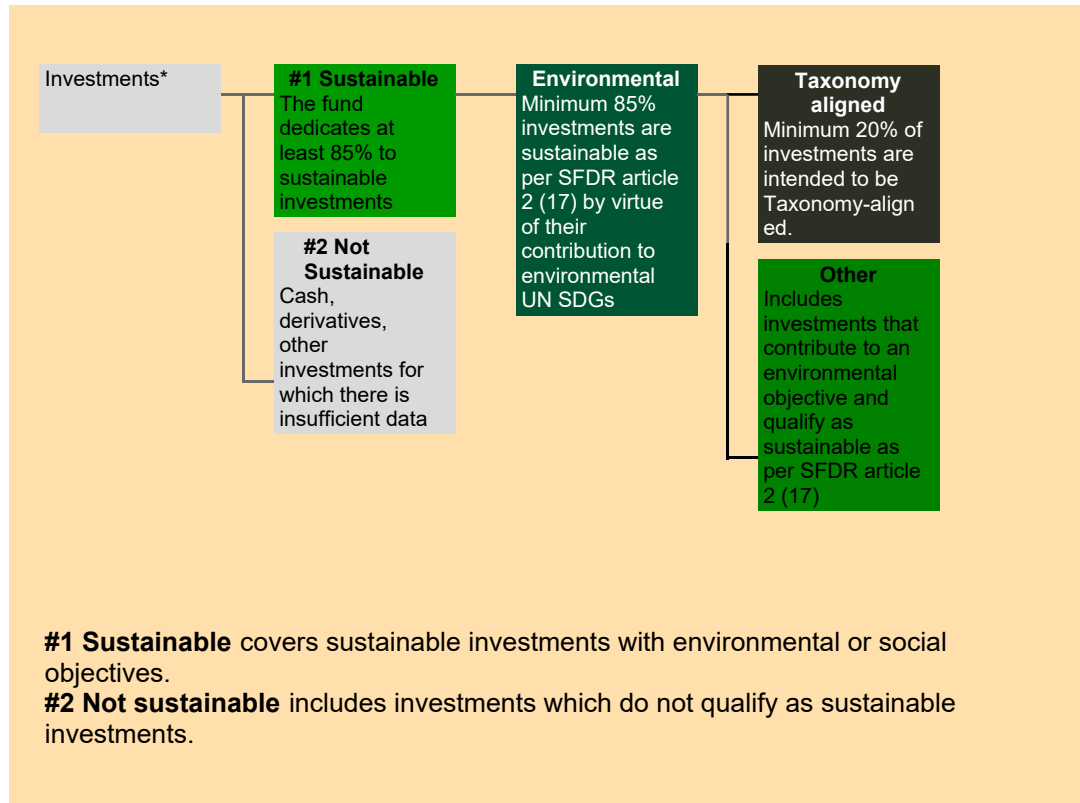 Investments*
#1 Sustainable
The fund
dedicates at
least 85% to
sustainable
investments
#2 Not
Sustainable
Cash,
derivatives,
other
investments for
which there is
insufficient data
Environmental
Minimum 85%
investments are
sustainable as
per SFDR article
2 (17) by virtue
of their
contribution to
environmental
UN SDGs
Taxonomy
aligned
Minimum 20% of
investments are
intended to be
Taxonomy-align
ed.
Other
Includes
investments that
contribute to an
environmental
objective and
qualify as
sustainable as
per SFDR article
2 (17)
#1 Sustainable covers sustainable investments with environmental or social
objectives.
#2 Not sustainable includes investments which do not qualify as sustainable
investments.